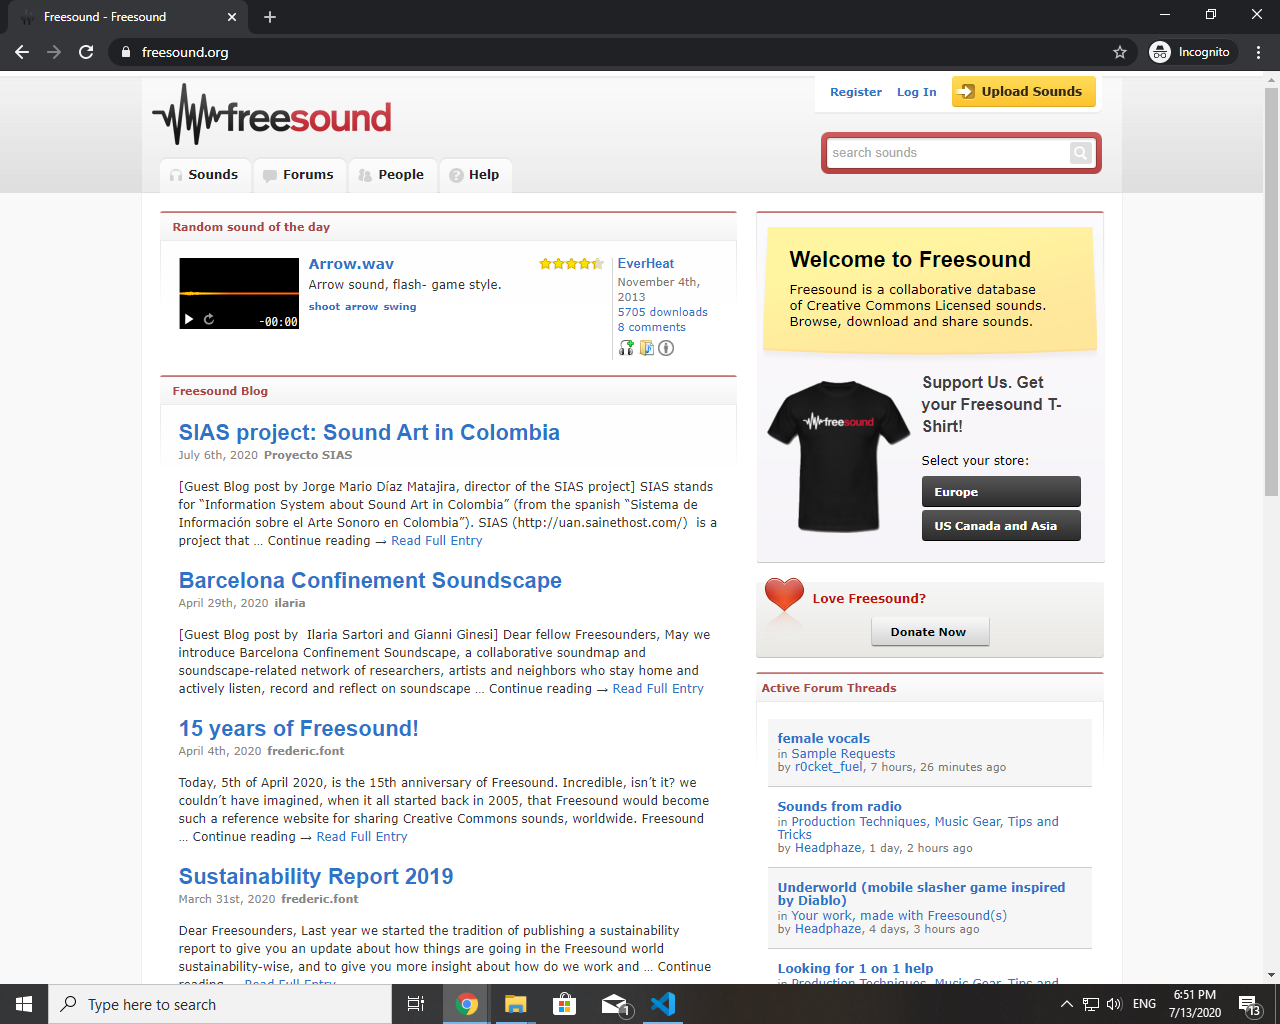 Freesound - Freesound
freesound.org
Incognito
freesound
Register Log In Upload Sounds
search sounds
Sounds Forums People Help
Random sound of the day
-00:00
Arrow.wav
Arrow sound, flash- game style.
shoot arrow swing
EverHeat
November 4th,
2013
5705 downloads
8 comments
Freesound Blog
SIAS project: Sound Art in Colombia
July 6th, 2020 Proyecto SIAS
[Guest Blog post by Jorge Mario Díaz Matajira, director of the SIAS project] SIAS stands
for “Information System about Sound Art in Colombia” (from the spanish “Sistema de
Información sobre el Arte Sonoro en Colombia”). SIAS (http://uan.sainethost.com/) is a
project that … Continue reading → Read Full Entry
Barcelona Confinement Soundscape
April 29th, 2020 ilaria
[Guest Blog post by Ilaria Sartori and Gianni Ginesi] Dear fellow Freesounders, May we
introduce Barcelona Confinement Soundscape, a collaborative soundmap and
soundscape-related network of researchers, artists and neighbors who stay home and
actively listen, record and reflect on soundscape … Continue reading → Read Full Entry
15 years of Freesound!
April 4th, 2020 frederic.font
Today, 5th of April 2020, is the 15th anniversary of Freesound. Incredible, isn’t it? we
couldn’t have imagined, when it all started back in 2005, that Freesound would become
such a reference website for sharing Creative Commons sounds, worldwide. Freesound
… Continue reading → Read Full Entry
Sustainability Report 2019
March 31st, 2020 frederic.font
Dear Freesounders, Last year we started the tradition of publishing a sustainability
report to give you an update about how things are going in the Freesound world
sustainability-wise, and to give you more insight about how do we work and … Continue
reading → Read Full Entry
Welcome to Freesound
Freesound is a collaborative database
of Creative Commons Licensed sounds.
Browse, download and share sounds.
freesound
Support Us. Get
your Freesound T-
Shirt!
Select your store:
Europe
US Canada and Asia
Love Freesound?
Donate Now
Active Forum Threads
female vocals
in Sample Requests
by r0cket_fuel, 7 hours, 26 minutes ago
Sounds from radio
in Production Techniques, Music Gear, Tips and
Tricks
by Headphaze, 1 day, 2 hours ago
Underworld (mobile slasher game inspired
by Diablo)
in Your work, made with Freesound(s)
by Headphaze, 4 days, 3 hours ago
Looking for 1 on 1 help
in Production Techniques, Music Gear, Tips and
Type here to search
1
ENG
6:51 PM
7/13/2020
13